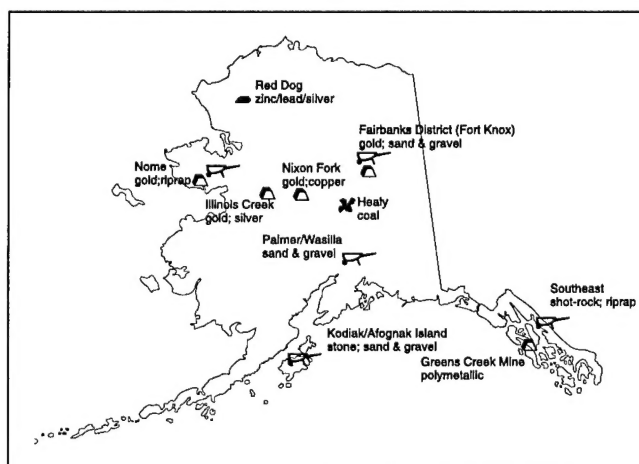 Red Dog
zinc/lead/silver
Fairbanks District (Fort Knox)
gold; sand & gravel
Nome
gold;riprap
Nixon Fork
gold;copper
Illinois Creek
gold; silver
Healy
coal
Palmer/Wasilla
sand & gravel
Southeast
shot-rock; riprap
Kodiak/Afognak Island
stone; sand & gravel
Greens Creek Mine
polymetallic